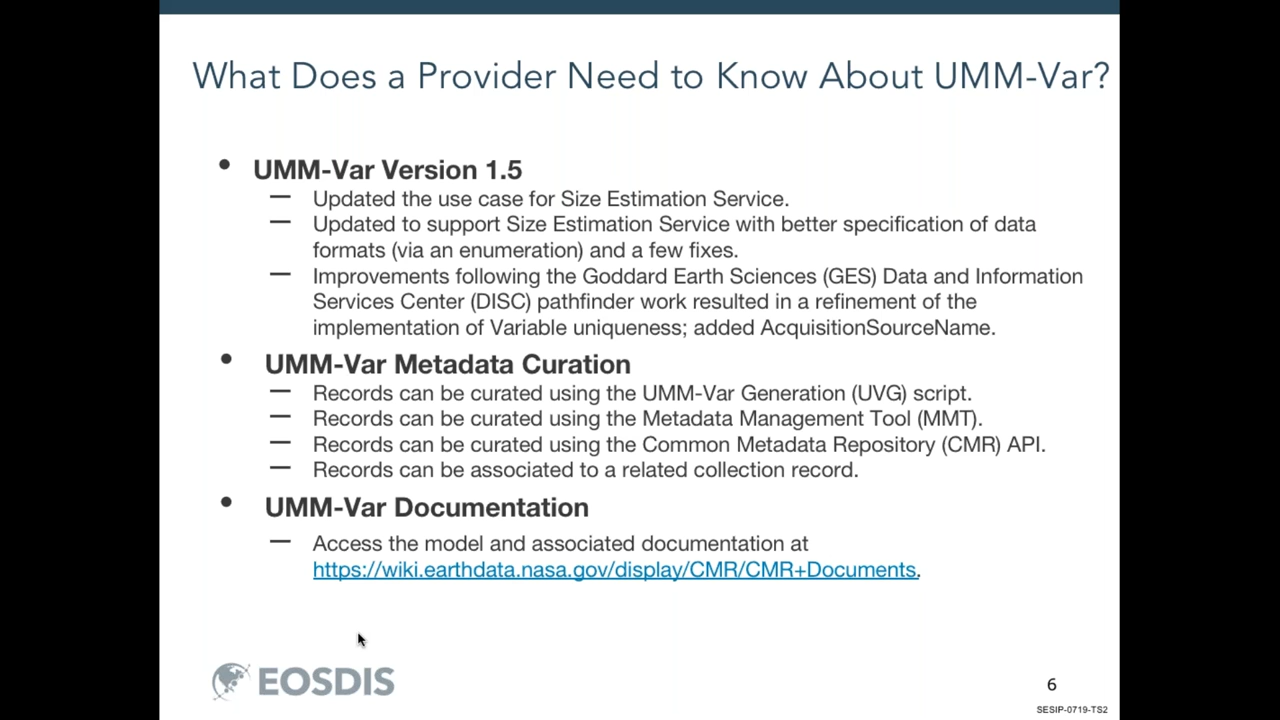 What Does a Provider Need to Know About UMM-Var?
• UMM-Var Version 1.5
— Updated the use case for Size Estimation Service.
— Updated to support Size Estimation Service with better specification of data
formats (via an enumeration) and a few fixes.
— Improvements following the Goddard Earth Sciences (GES) Data and Information
Services Center (DISC) pathfinder work resulted in a refinement of the
implementation of Variable uniqueness; added AcquisitionSourceName.
• UMM-Var Metadata Curation
— Records can be curated using the UMM-Var Generation (UVG) script.
— Records can be curated using the Metadata Management Tool (MMT).
— Records can be curated using the Common Metadata Repository (CMR) API.
— Records can be associated to a related collection record.
• UMM-Var Documentation
— Access the model and associated documentation at
https://wiki.earthdata.nasa.gov/display/CMR/CMR+Documents.
EOSDIS
6
SESIP-0719-TS2